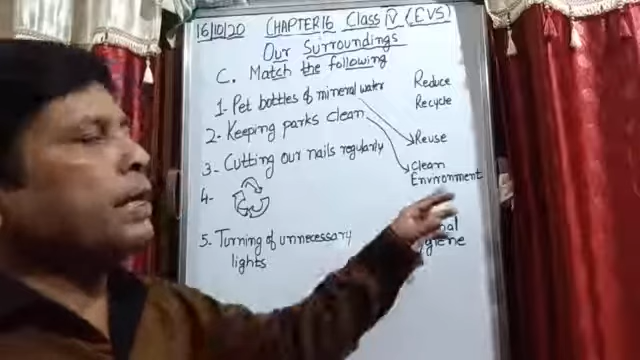 16/10/20 CHAPTER 16 Class IV (EVS)
Our Surroundings
C. Match the following
1- Pet bottles of mineral water
2- Keeping parks clean
3- Cutting our nails regularly
4-
5. Turning of unnecessary
lights
Reduce
Recycle
Reuse
Clean
Environment